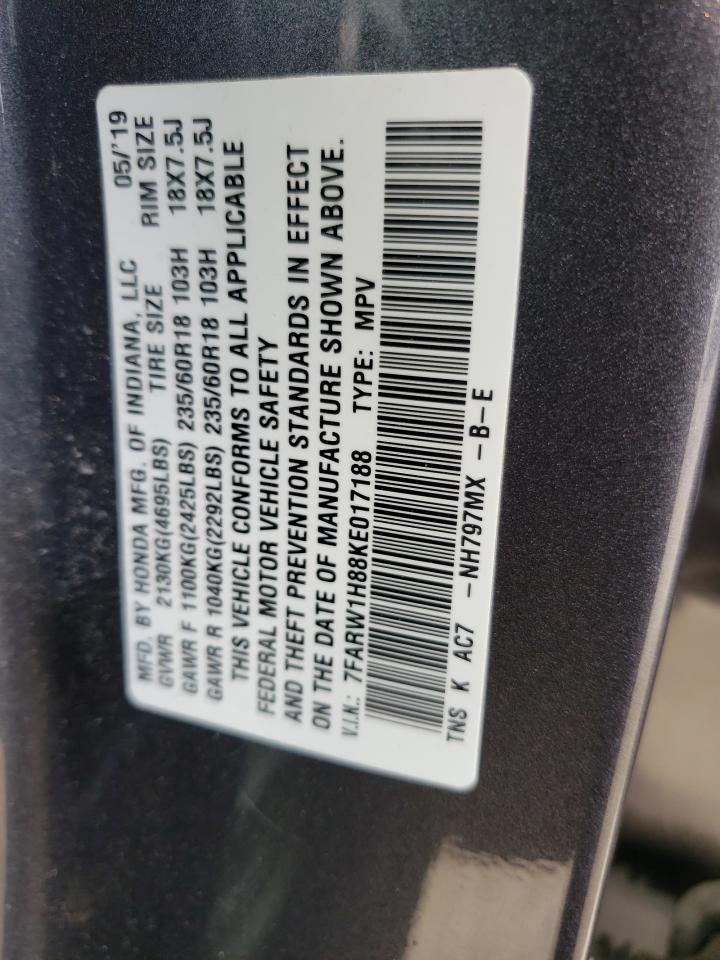 MFD. BY HONDA MFG. OF INDIANA, LLC 05/'19
GVWR 2130KG(4695LBS) TIRE SIZE RIM SIZE
GAWR F 1100KG(2425LBS) 235/60R18 103H 18X7.5J
GAWR R 1040KG(2292LBS) 235/60R18 103H 18X7.5J
THIS VEHICLE CONFORMS TO ALL APPLICABLE
FEDERAL MOTOR VEHICLE SAFETY
AND THEFT PREVENTION STANDARDS IN EFFECT
ON THE DATE OF MANUFACTURE SHOWN ABOVE.
V.I.N.: 7FARW1H88KE017188 TYPE: MPV
TNS K AC7 -NH797MX -B-E